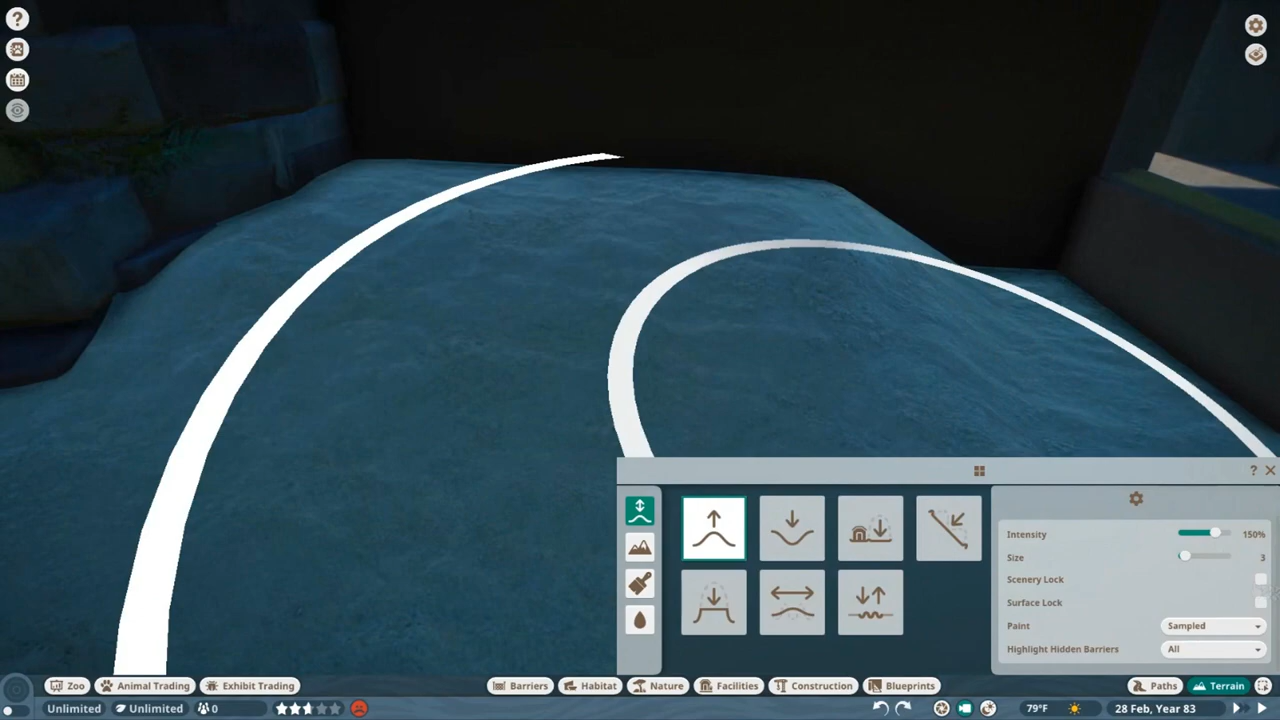 ?
? ×
Intensity 150%
Size 3
Scenery Lock
Surface Lock
Paint Sampled
Highlight Hidden Barriers All
Zoo Animal Trading Exhibit Trading Barriers Habitat Nature Facilities Construction Blueprints Paths Terrain
Unlimited Unlimited 0 79°F 28 Feb, Year 83